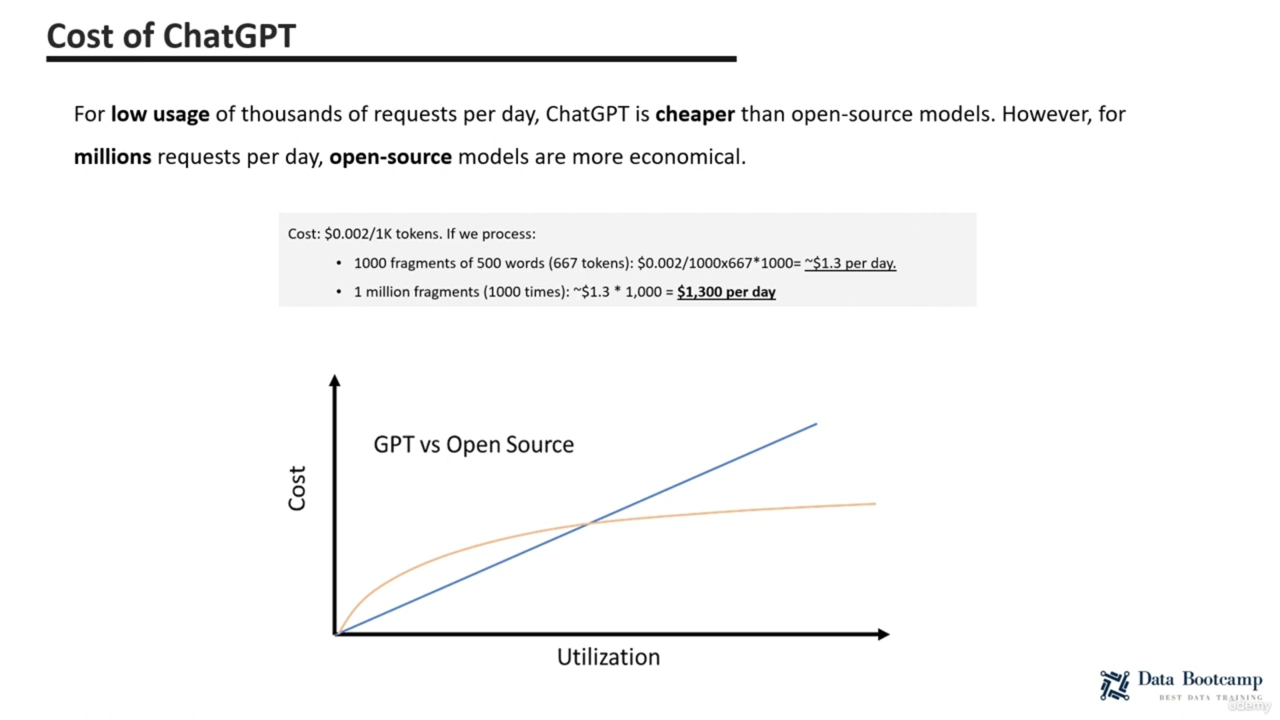 Cost of ChatGPT
For low usage of thousands of requests per day, ChatGPT is cheaper than open-source models. However, for
millions requests per day, open-source models are more economical.
Cost: $0.002/1K tokens. If we process:
• 1000 fragments of 500 words (667 tokens): $0.002/1000x667*1000= ~$1.3 per day.
• 1 million fragments (1000 times): ~$1.3 * 1,000 = $1,300 per day
GPT vs Open Source
Cost
Utilization
Data Bootcamp
BEST DATA TRAINING
udemy